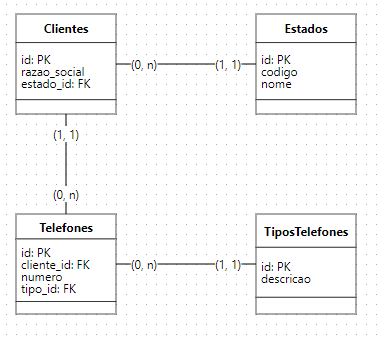 Clientes
id: PK
razao_social
estado_id: FK
(0, n)
(1, 1)
Estados
id: PK
codigo
nome
(1, 1)
(0, n)
Telefones
id: PK
cliente_id: FK
numero
tipo_id: FK
(0, n)
(1, 1)
TiposTelefones
id: PK
descricao